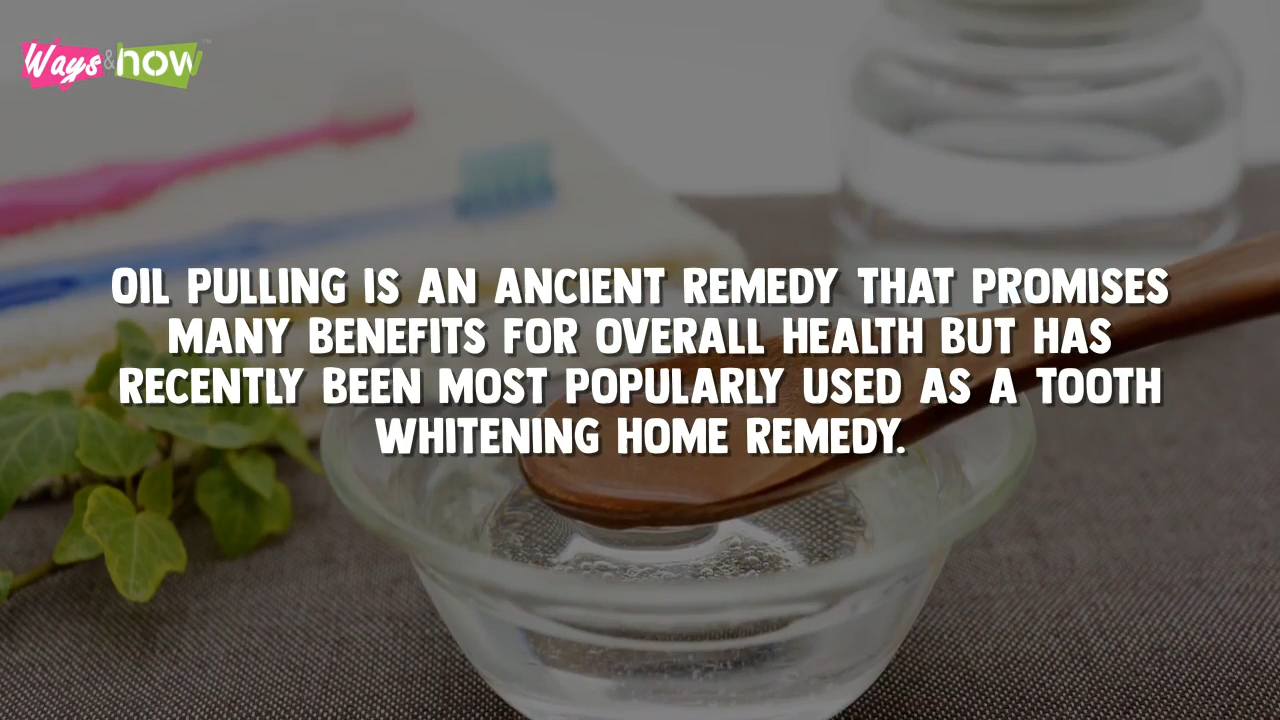 Ways & how ™
OIL PULLING IS AN ANCIENT REMEDY THAT PROMISES
MANY BENEFITS FOR OVERALL HEALTH BUT HAS
RECENTLY BEEN MOST POPULARLY USED AS A TOOTH
WHITENING HOME REMEDY.